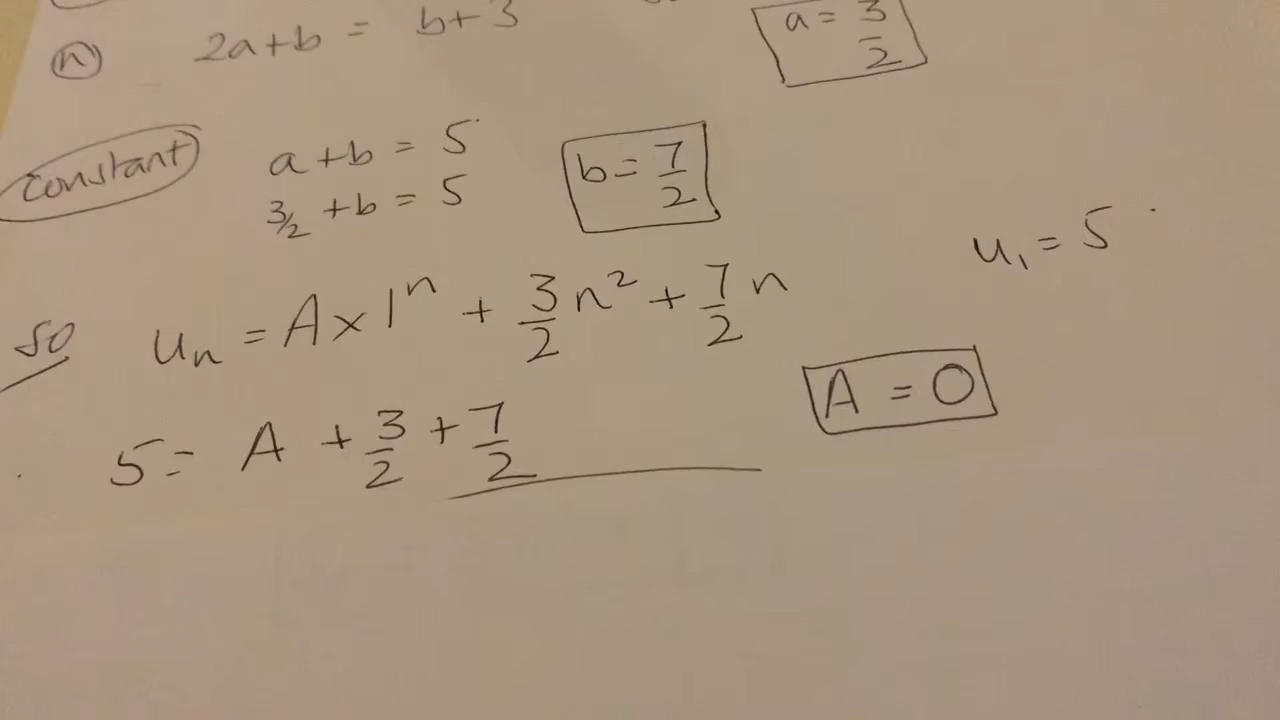 (n) 2a+b = b+3 a = 3/2
constant a+b = 5
3/2 +b = 5 b = 7/2
u₁ = 5
so uₙ = A×1ⁿ + 3/2 n² + 7/2 n
5 = A + 3/2 + 7/2 A = 0